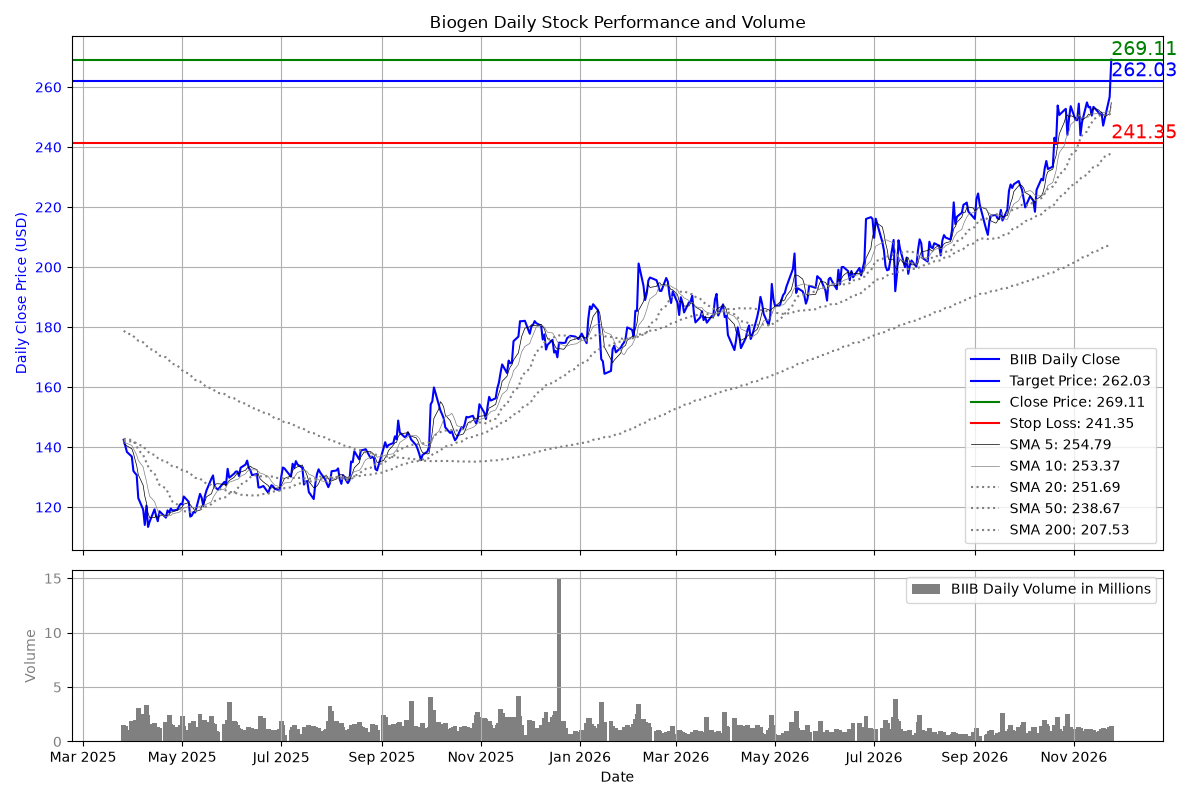 Biogen Daily Stock Performance and Volume
269.11
262.03
241.35
260
240
220
200
180
160
140
120
Daily Close Price (USD)
BIIB Daily Close
Target Price: 262.03
Close Price: 269.11
Stop Loss: 241.35
SMA 5: 254.79
SMA 10: 253.37
SMA 20: 251.69
SMA 50: 238.67
SMA 200: 207.53
15
10
5
0
Volume
BIIB Daily Volume in Millions
Mar 2025 May 2025 Jul 2025 Sep 2025 Nov 2025 Jan 2026 Mar 2026 May 2026 Jul 2026 Sep 2026 Nov 2026
Date